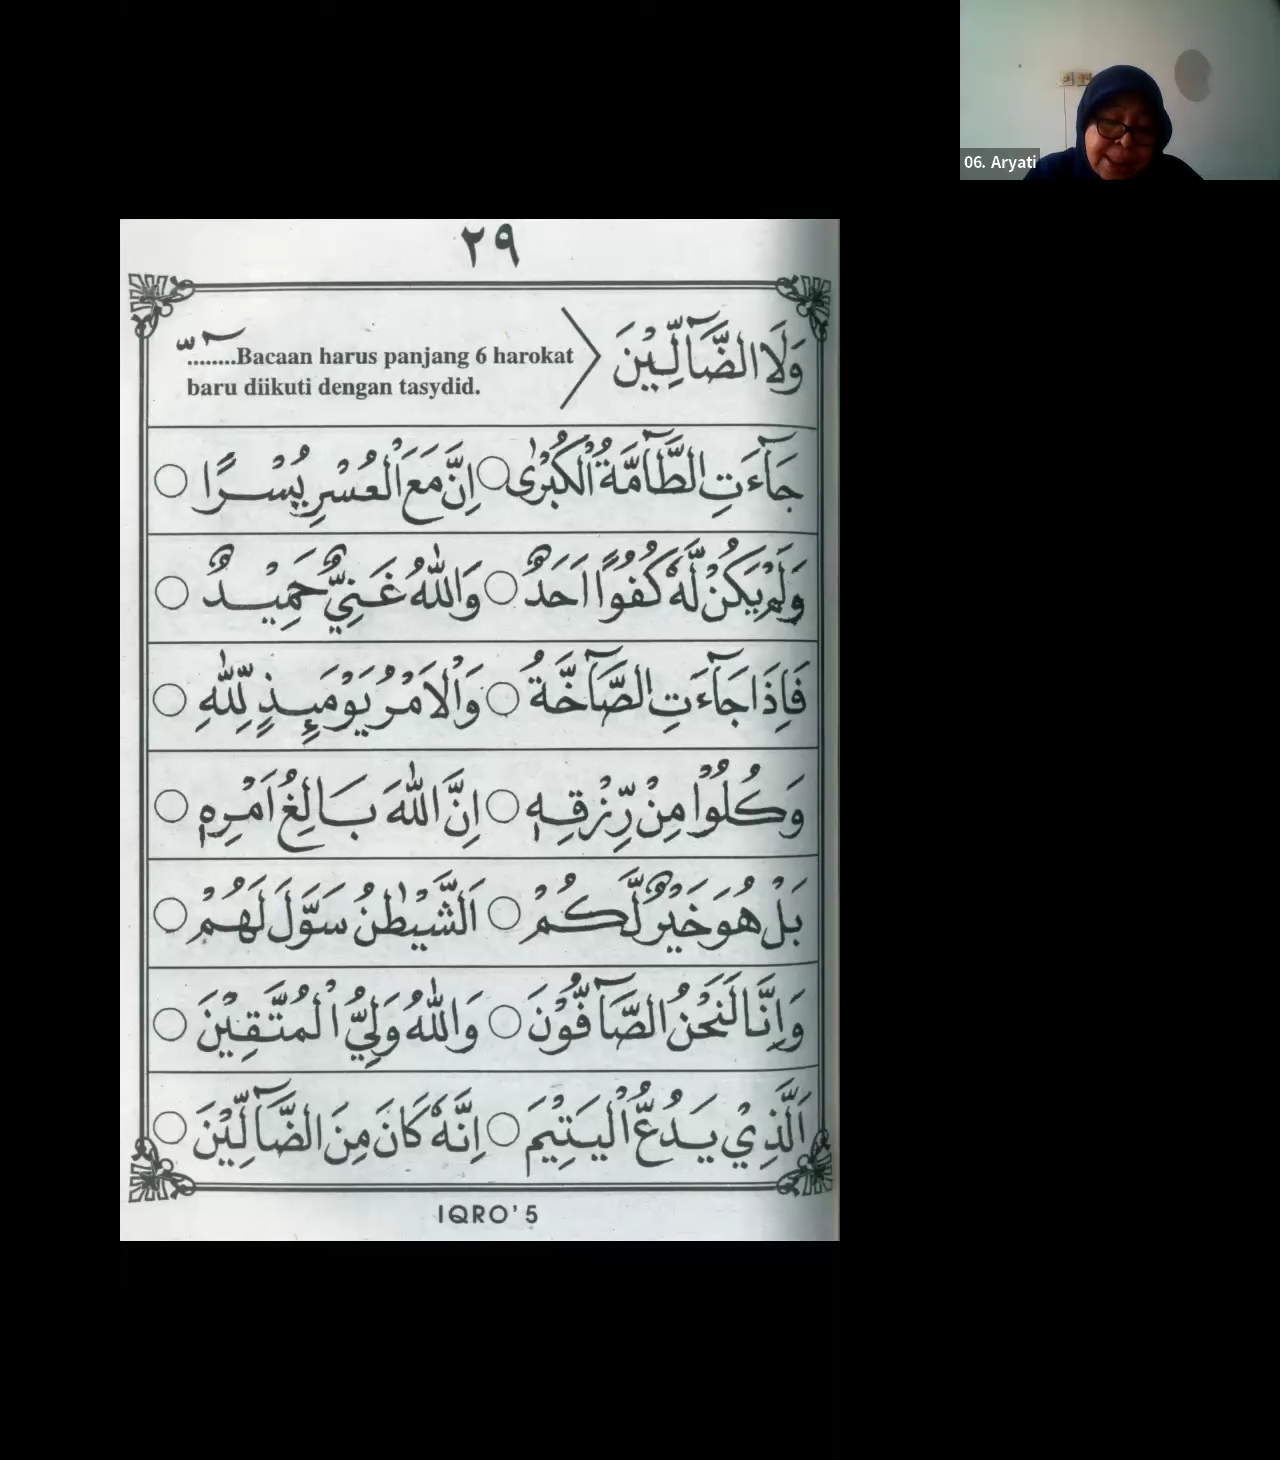 06. Aryati
٢٩
وَلَا الضَّآلِّيْنَ
........Bacaan harus panjang 6 harokat
baru diikuti dengan tasydid.
جَآءَتِ الطَّآمَّةُ الْكُبْرٰى ○ اِنَّ مَعَ الْعُسْرِ يُسْرًا ○
وَلَمْ يَكُنْ لَّهٗ كُفُوًا اَحَدٌ ○ وَاللّٰهُ غَنِيٌّ حَمِيْدٌ ○
فَاِذَا جَآءَتِ الصَّآخَّةُ ○ وَالْاَمْرُ يَوْمَئِذٍ لِّلّٰهِ ○
وَكُلُوْا مِنْ رِّزْقِهٖ ○ اِنَّ اللّٰهَ بَالِغُ اَمْرِهٖ ○
بَلْ هُوَ خَيْرٌ لَّكُمْ ○ اَلشَّيْطٰنُ سَوَّلَ لَهُمْ ○
وَاِنَّا لَنَحْنُ الصَّآفُّوْنَ ○ وَاللّٰهُ وَلِيُّ الْمُتَّقِيْنَ ○
اَلَّذِيْ يَدُعُّ الْيَتِيْمَ ○ اِنَّهٗ كَانَ مِنَ الضَّآلِّيْنَ ○
IQRO' 5